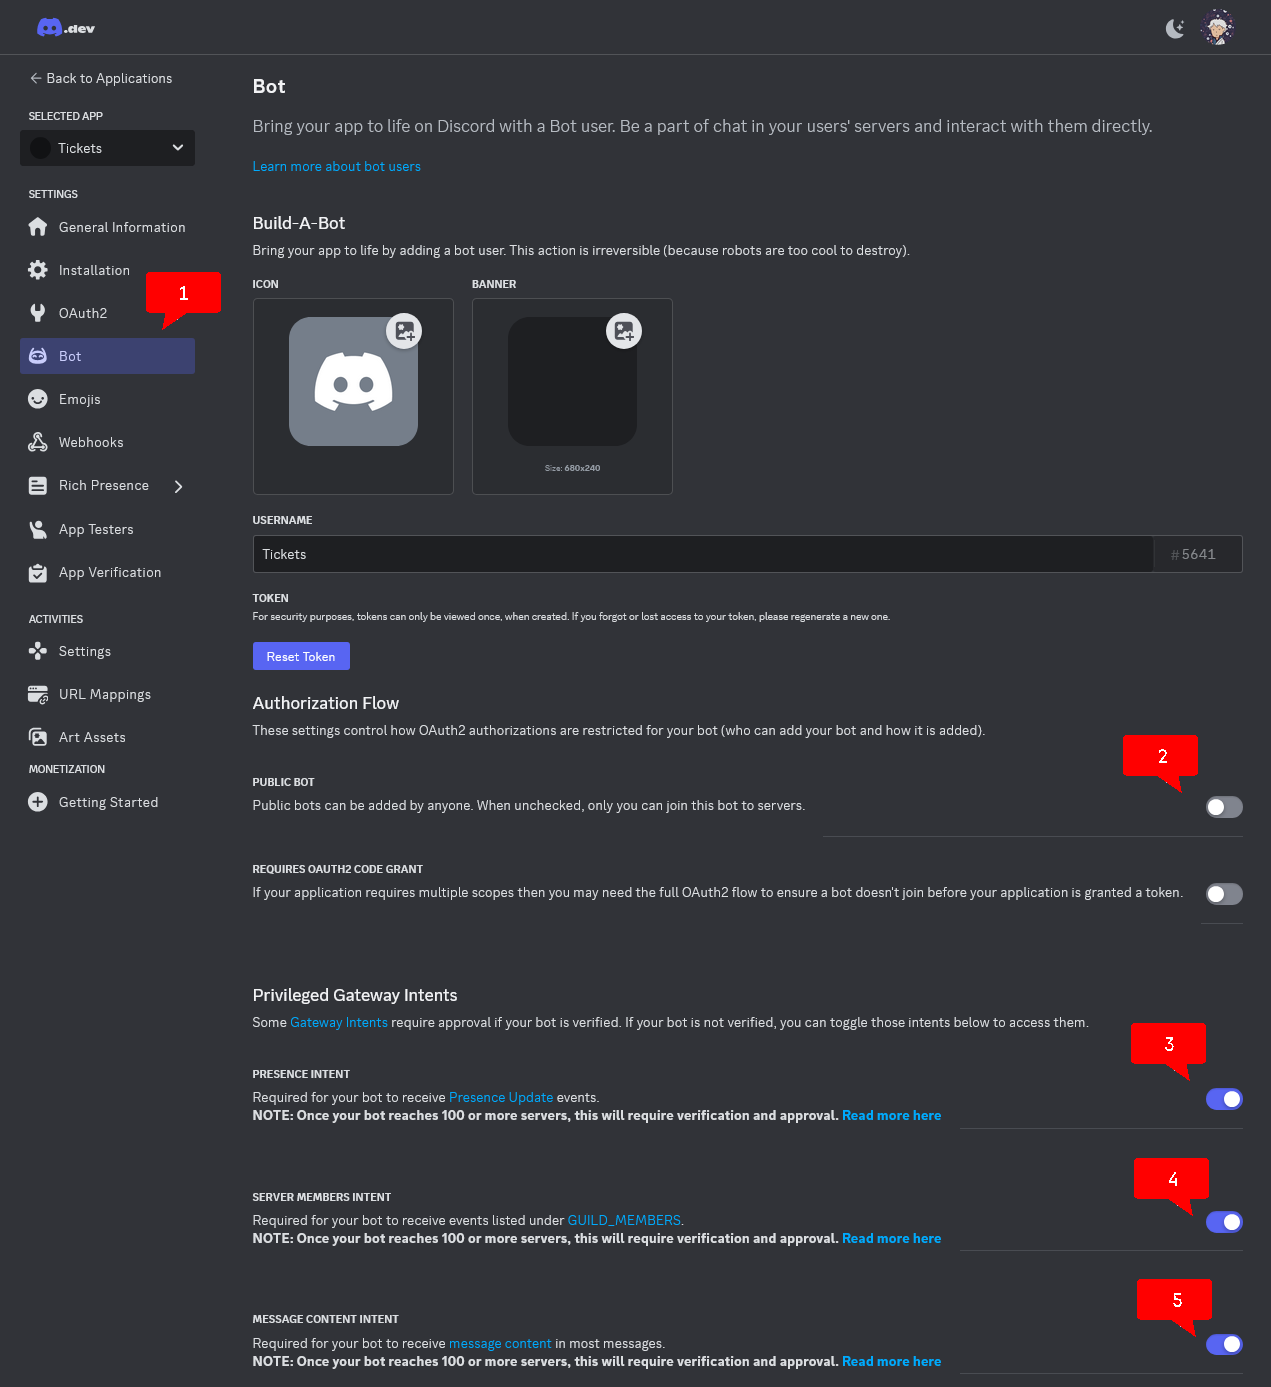 .dev
Back to Applications
SELECTED APP
Tickets
SETTINGS
General Information
Installation
1
OAuth2
Bot
Emojis
Webhooks
Rich Presence
App Testers
App Verification
ACTIVITIES
Settings
URL Mappings
Art Assets
MONETIZATION
Getting Started
Bot
Bring your app to life on Discord with a Bot user. Be a part of chat in your users' servers and interact with them directly.
Learn more about bot users
Build-A-Bot
Bring your app to life by adding a bot user. This action is irreversible (because robots are too cool to destroy).
ICON
BANNER
Size: 680x240
USERNAME
Tickets
#5641
TOKEN
For security purposes, tokens can only be viewed once, when created. If you forgot or lost access to your token, please regenerate a new one.
Reset Token
Authorization Flow
These settings control how OAuth2 authorizations are restricted for your bot (who can add your bot and how it is added).
2
PUBLIC BOT
Public bots can be added by anyone. When unchecked, only you can join this bot to servers.
REQUIRES OAUTH2 CODE GRANT
If your application requires multiple scopes then you may need the full OAuth2 flow to ensure a bot doesn't join before your application is granted a token.
Privileged Gateway Intents
Some Gateway Intents require approval if your bot is verified. If your bot is not verified, you can toggle those intents below to access them.
3
PRESENCE INTENT
Required for your bot to receive Presence Update events.
NOTE: Once your bot reaches 100 or more servers, this will require verification and approval. Read more here
4
SERVER MEMBERS INTENT
Required for your bot to receive events listed under GUILD_MEMBERS.
NOTE: Once your bot reaches 100 or more servers, this will require verification and approval. Read more here
5
MESSAGE CONTENT INTENT
Required for your bot to receive message content in most messages.
NOTE: Once your bot reaches 100 or more servers, this will require verification and approval. Read more here